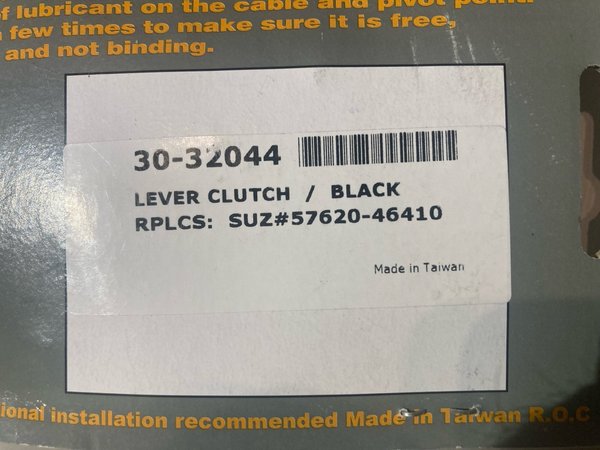 of lubricant on the cable and pivot point.
few times to make sure it is free,
and not binding.
30-32044
LEVER CLUTCH / BLACK
RPLCS: SUZ#57620-46410
Made in Taiwan
installation recommended Made in Taiwan R.O.C